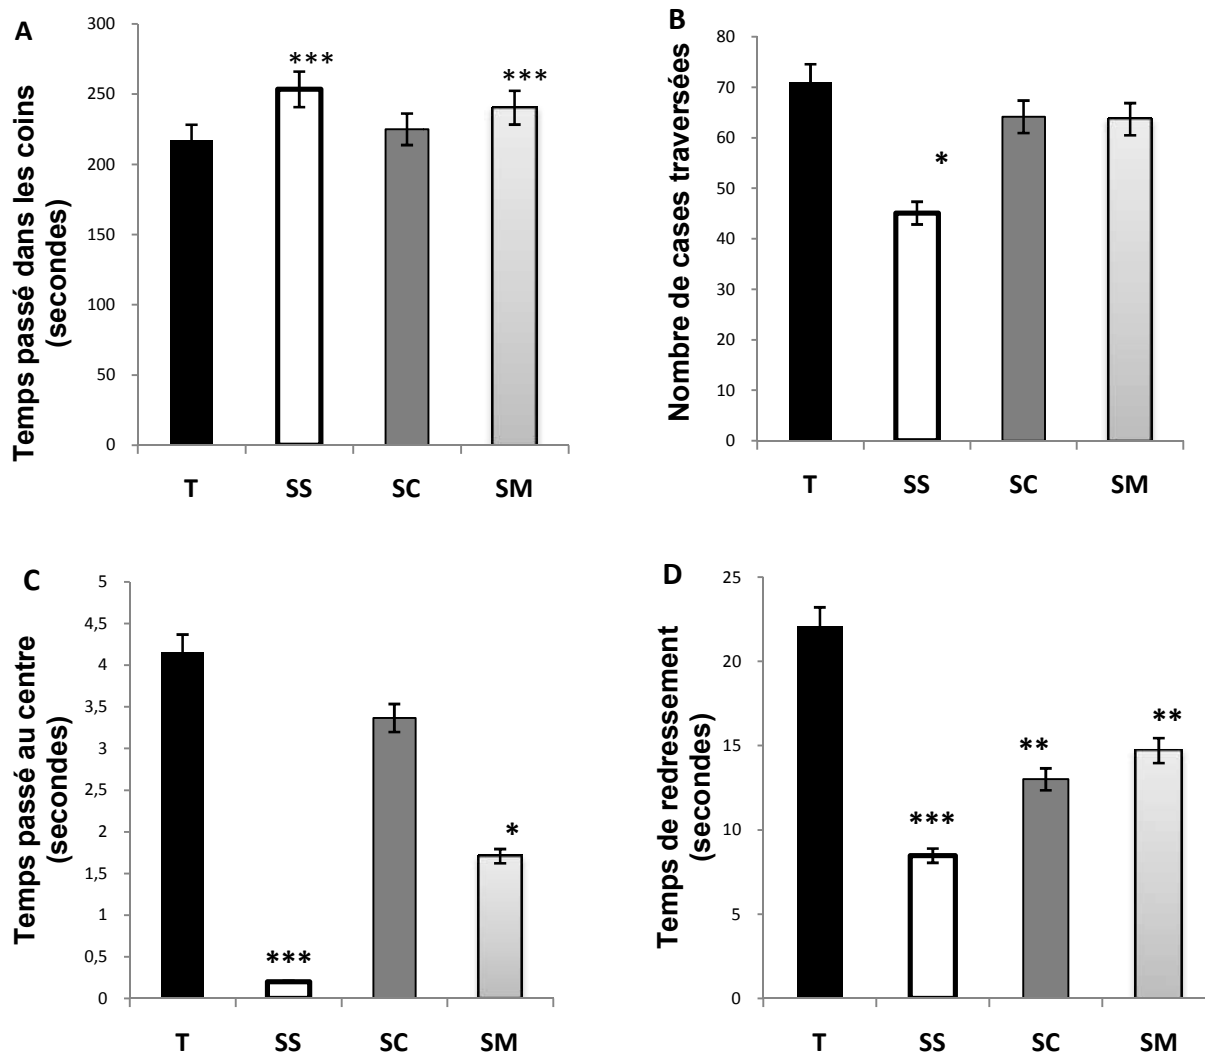 A
Temps passé dans les coins
(secondes)
300
250
200
150
100
50
0
***
***
T SS SC SM
B
Nombre de cases traversées
80
70
60
50
40
30
20
10
0
*
T SS SC SM
C
Temps passé au centre
(secondes)
5
4,5
4
3,5
3
2,5
2
1,5
1
0,5
0
***
*
T SS SC SM
D
Temps de redressement
(secondes)
25
20
15
10
5
0
***
**
**
T SS SC SM